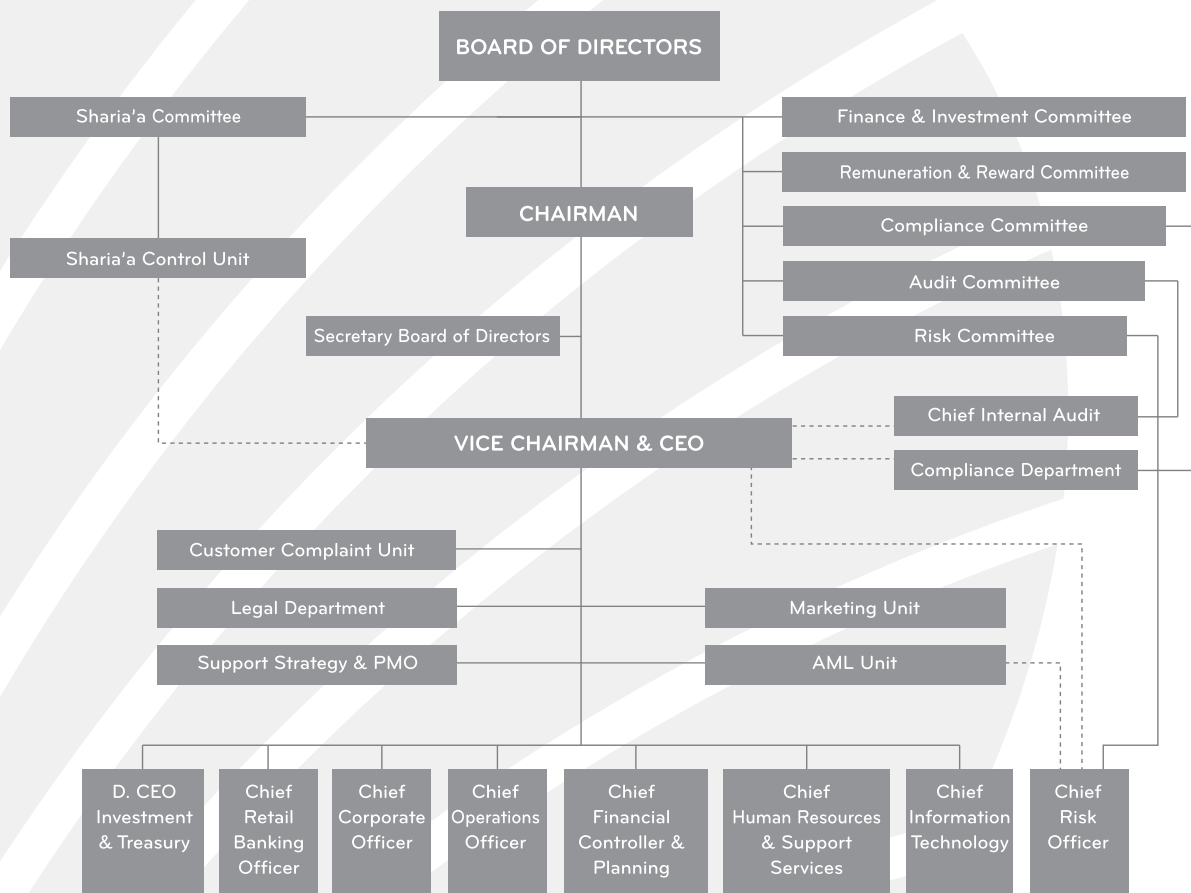 BOARD OF DIRECTORS
Sharia'a Committee
Finance & Investment Committee
Remuneration & Reward Committee
CHAIRMAN
Compliance Committee
Sharia'a Control Unit
Audit Committee
Secretary Board of Directors
Risk Committee
Chief Internal Audit
VICE CHAIRMAN & CEO
Compliance Department
Customer Complaint Unit
Legal Department
Marketing Unit
Support Strategy & PMO
AML Unit
D. CEO
Investment
& Treasury
Chief
Retail
Banking
Officer
Chief
Corporate
Officer
Chief
Operations
Officer
Chief
Financial
Controller &
Planning
Chief
Human Resources
& Support
Services
Chief
Information
Technology
Chief
Risk
Officer